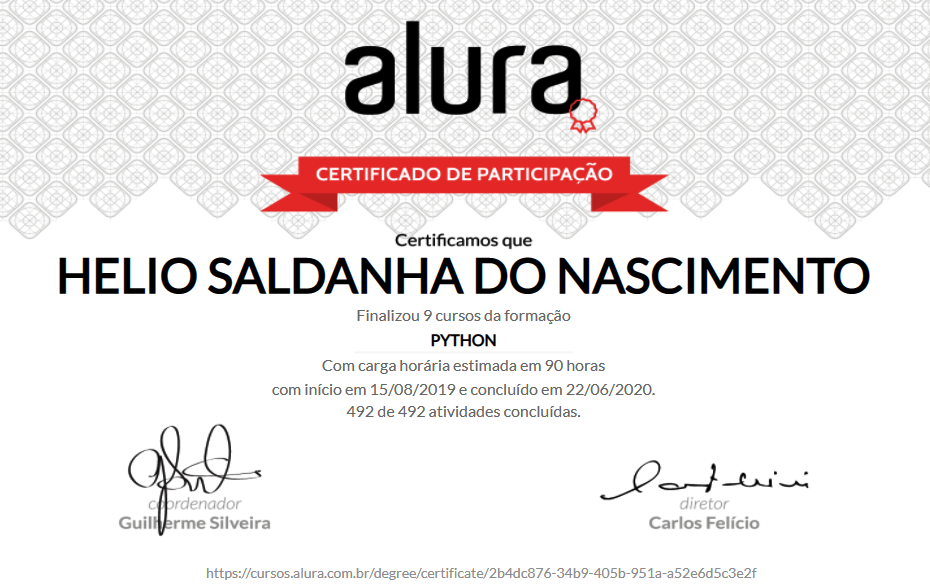 alura
CERTIFICADO DE PARTICIPAÇÃO
Certificamos que
HELIO SALDANHA DO NASCIMENTO
Finalizou 9 cursos da formação
PYTHON
Com carga horária estimada em 90 horas
com início em 15/08/2019 e concluído em 22/06/2020.
492 de 492 atividades concluídas.
coordenador
Guilherme Silveira
diretor
Carlos Felício
https://cursos.alura.com.br/degree/certificate/2b4dc876-34b9-405b-951a-a52e6d5c3e2f